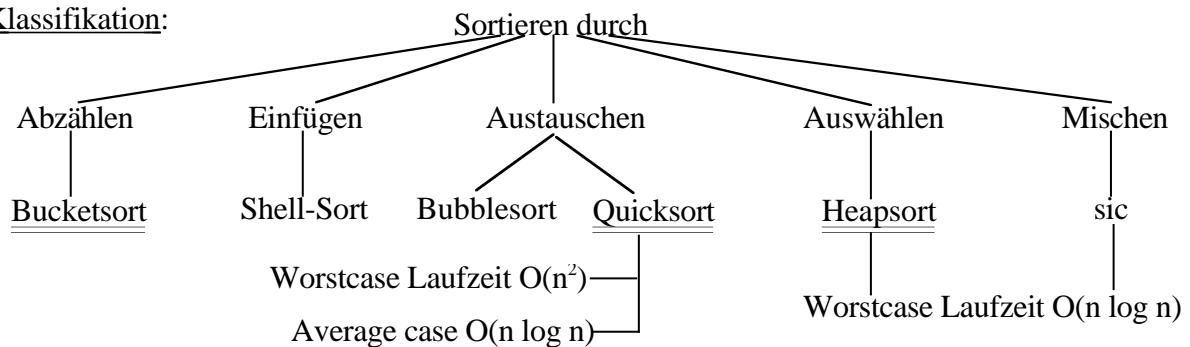 Klassifikation:
Sortieren durch
Abzählen Einfügen Austauschen Auswählen Mischen
Bucketsort Shell-Sort Bubblesort Quicksort Heapsort sic
Worstcase Laufzeit O(n²)
Worstcase Laufzeit O(n log n)
Average case O(n log n)